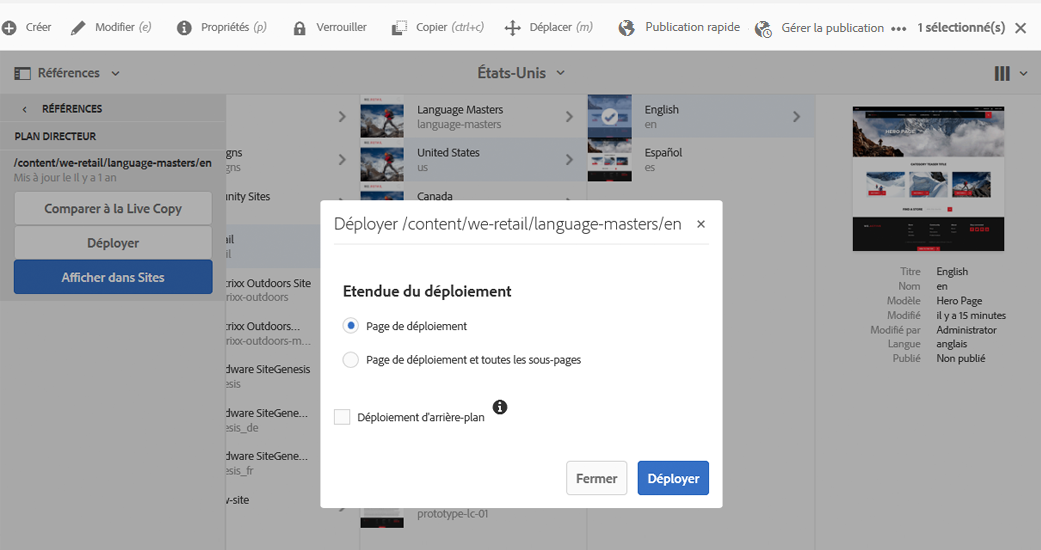 Créer Modifier (e) Propriétés (p) Verrouiller Copier (ctrl+c) Déplacer (m) Publication rapide Gérer la publication ••• 1 sélectionné(s)
Références
États-Unis
RÉFÉRENCES
PLAN DIRECTEUR
/content/we-retail/language-masters/en
Mis à jour le Il y a 1 an
Comparer à la Live Copy
Déployer
Afficher dans Sites
igns
igns
unity Sites
ail
ail
trixx Outdoors Site
rixx-outdoors
trixx Outdoors...
rixx-outdoors-m...
dware SiteGenesis
esis
dware SiteGene...
esis_de
dware SiteGene...
esis_fr
w-site
Language Masters
language-masters
United States
us
Canada
prototype-lc-01
English
en
Español
es
Déployer /content/we-retail/language-masters/en
Etendue du déploiement
Page de déploiement
Page de déploiement et toutes les sous-pages
Déploiement d'arrière-plan
Fermer
Déployer
HERO PAGE
Titre English
Nom en
Modèle Hero Page
Modifié il y a 15 minutes
Modifié par Administrator
Langue anglais
Publié Non publié